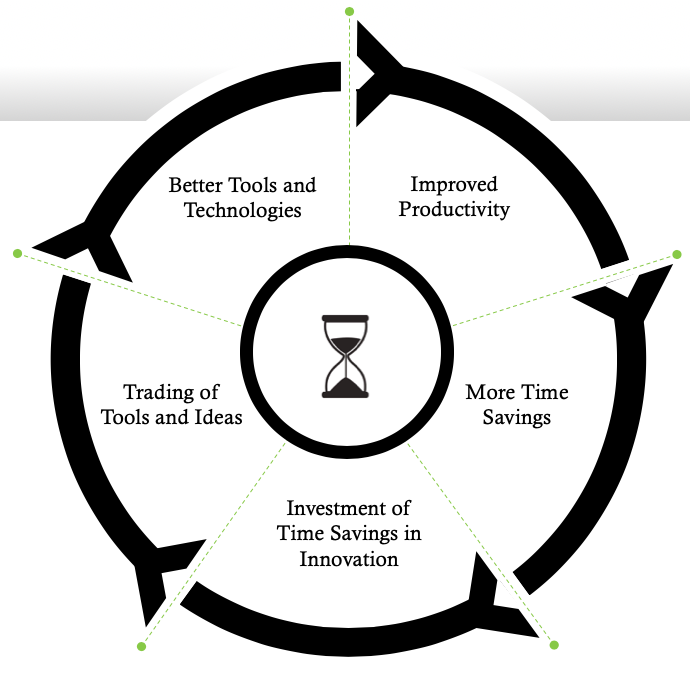 Better Tools and
Technologies
Improved
Productivity
More Time
Savings
Investment of
Time Savings in
Innovation
Trading of
Tools and Ideas